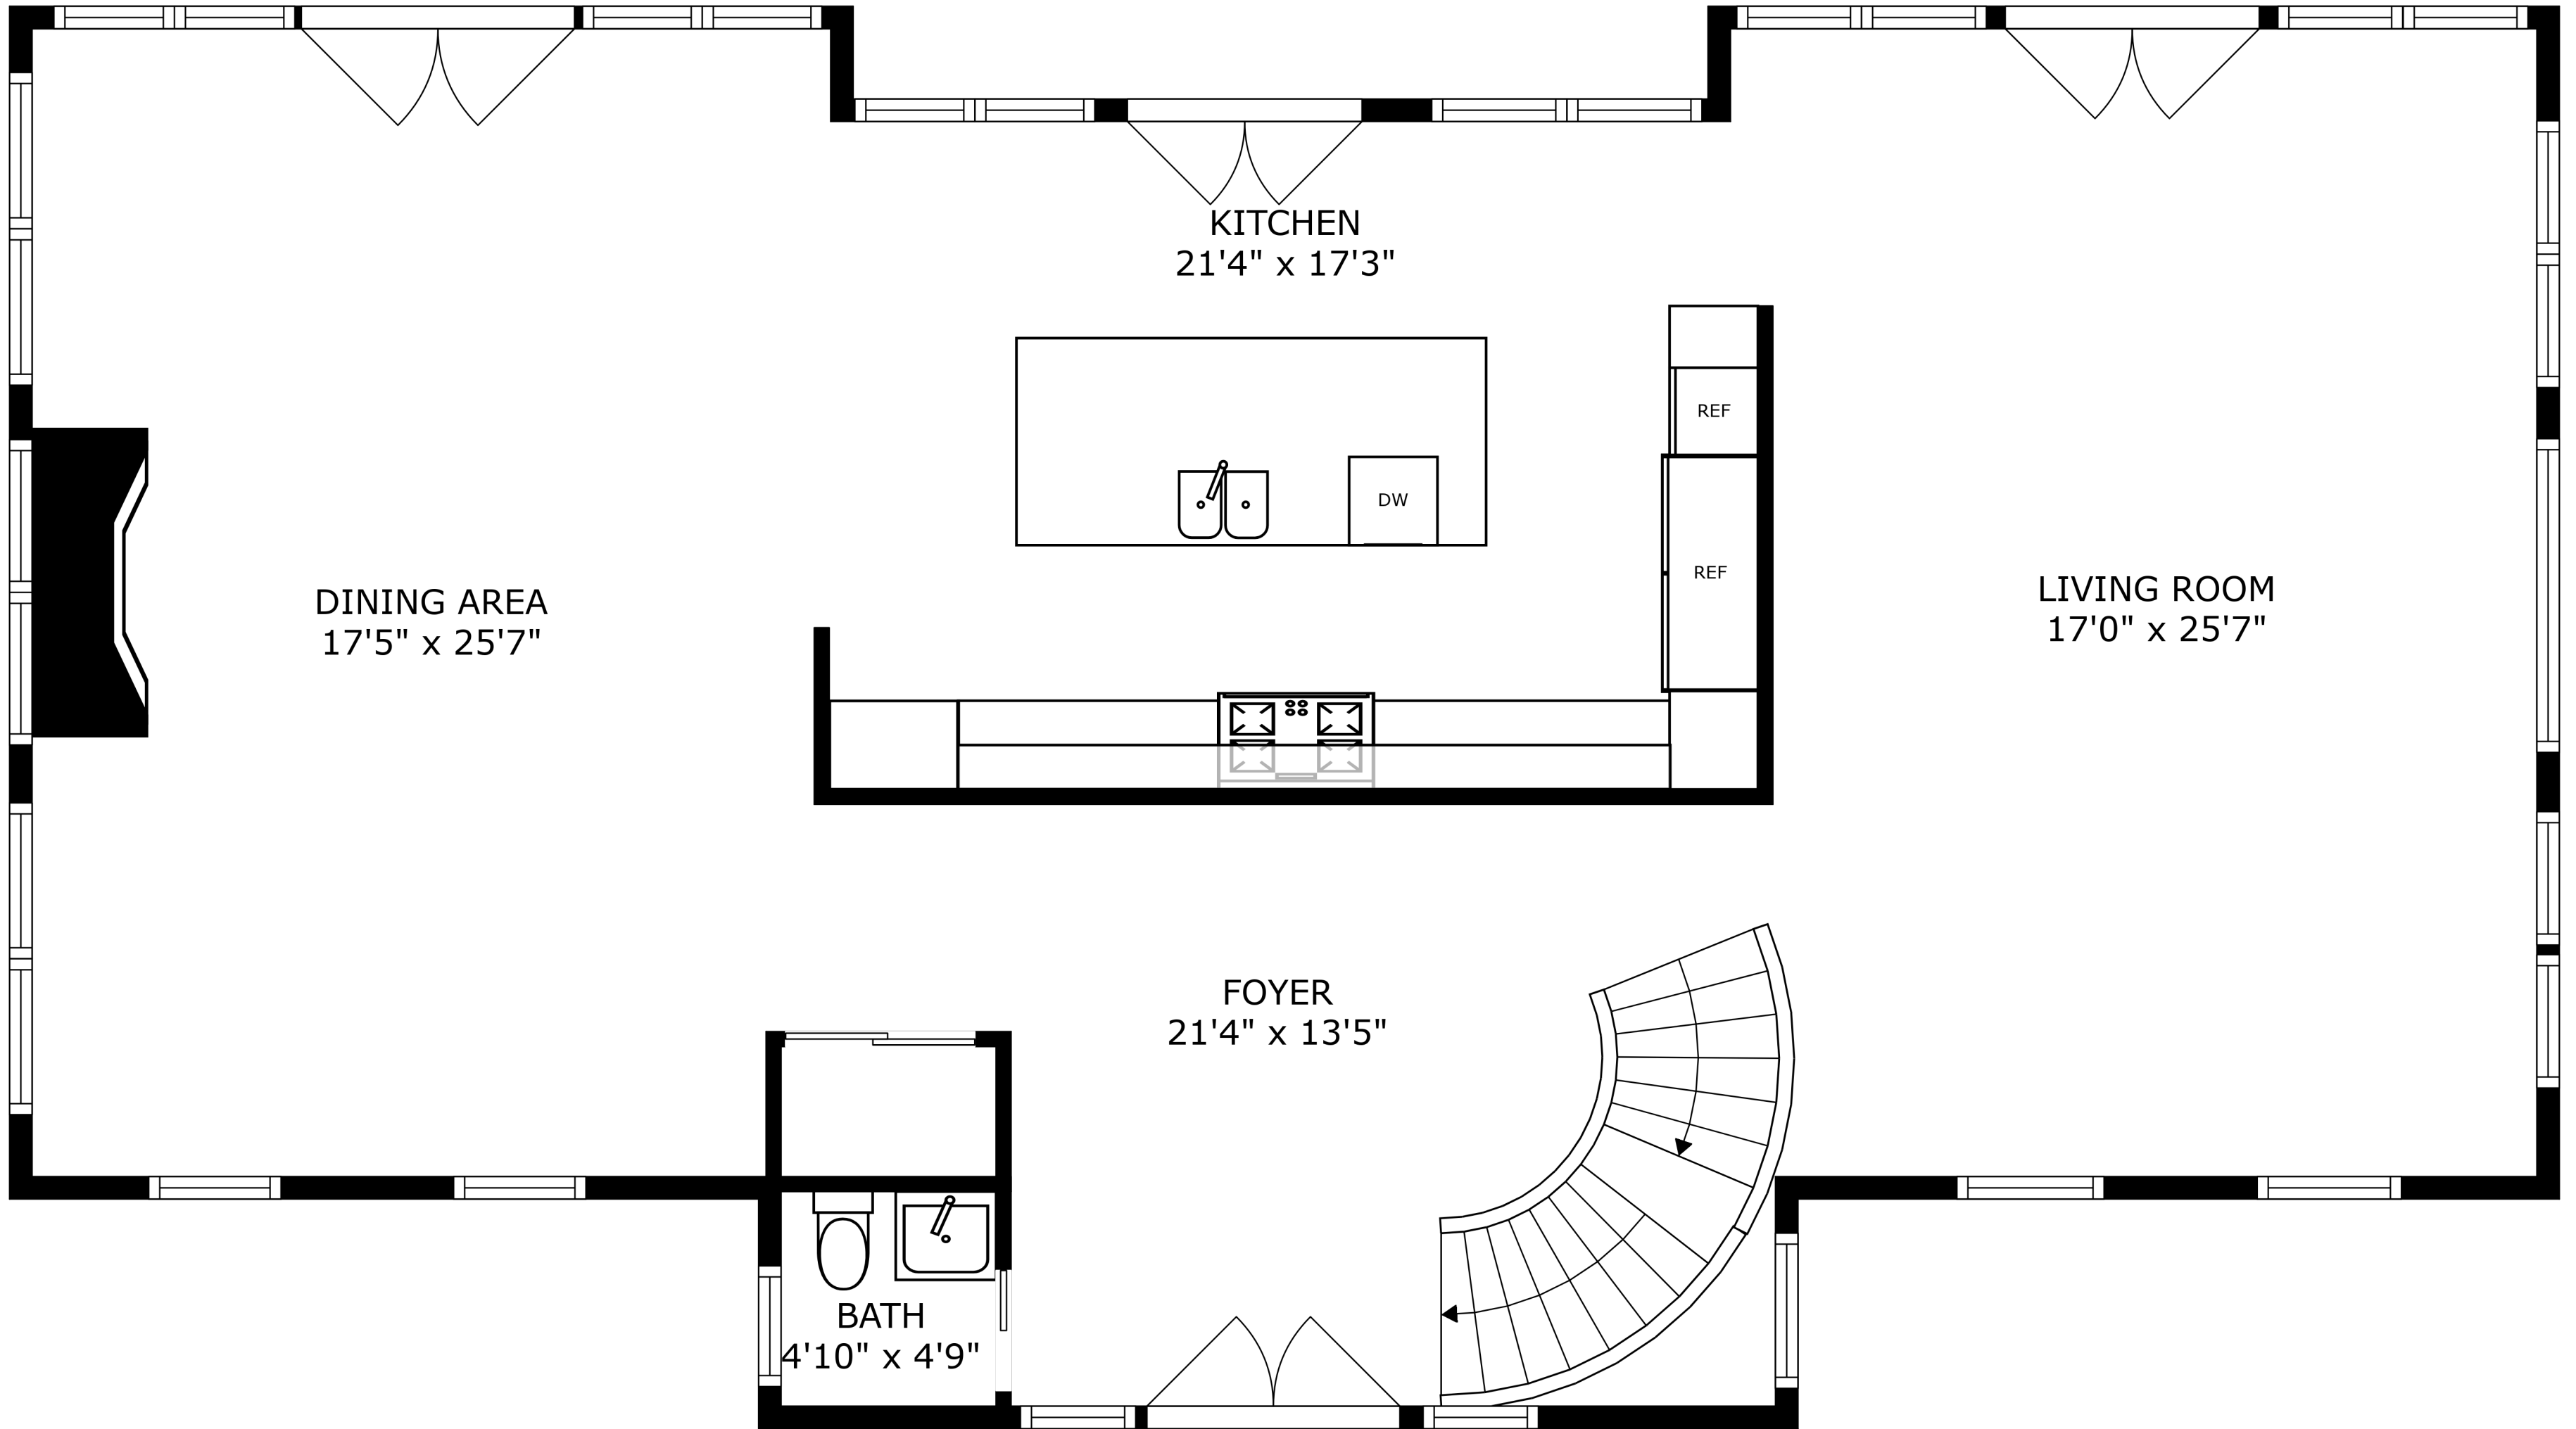 KITCHEN
21'4" x 17'3"
REF
DW
REF
DINING AREA
17'5" x 25'7"
LIVING ROOM
17'0" x 25'7"
FOYER
21'4" x 13'5"
BATH
4'10" x 4'9"